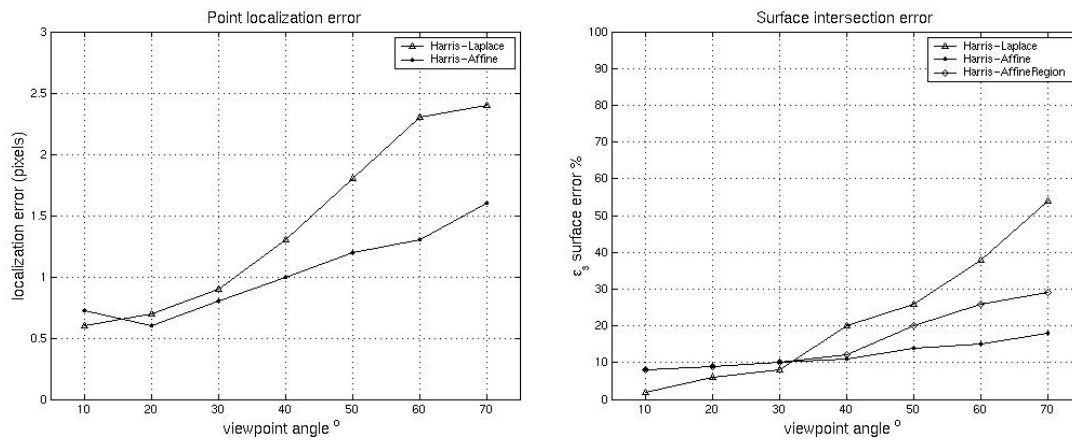 Point localization error
3
2.5
2
1.5
1
0.5
0
10 20 30 40 50 60 70
localization error (pixels)
viewpoint angle °
Harris-Laplace
Harris-Affine
Surface intersection error
100
90
80
70
60
50
40
30
20
10
0
10 20 30 40 50 60 70
εs surface error %
viewpoint angle °
Harris-Laplace
Harris-Affine
Harris-AffineRegion